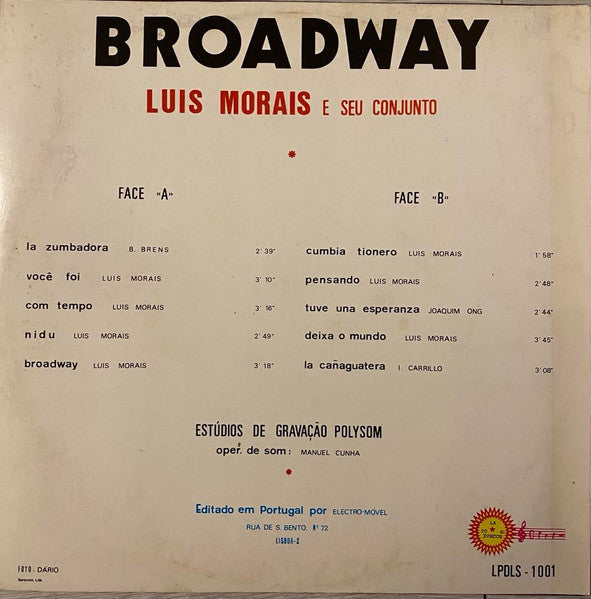 BROADWAY
LUIS MORAIS E SEU CONJUNTO
*
FACE «A»
la zumbadora B. BRENS 2' 39"
você foi LUIS MORAIS 3' 10"
com tempo LUIS MORAIS 3' 16"
nidu LUIS MORAIS 2' 49"
broadway LUIS MORAIS 3' 18"
FACE «B»
cumbia tionero LUIS MORAIS 1' 58"
pensando LUIS MORAIS 2' 48"
tuve una esperanza JOAQUIM ONG 2' 44"
deixa o mundo LUIS MORAIS 3' 45"
la cañaguatera I. CARRILLO 3' 08"
ESTÚDIOS DE GRAVAÇÃO POLYSOM
oper. de som: MANUEL CUNHA
*
Editado em Portugal por ELECTRO-MÓVEL
RUA DE S. BENTO, Nº 72
LISBOA-2
LA
DO SI
DISCOS
LPDLS - 1001
FOTO: DARIO